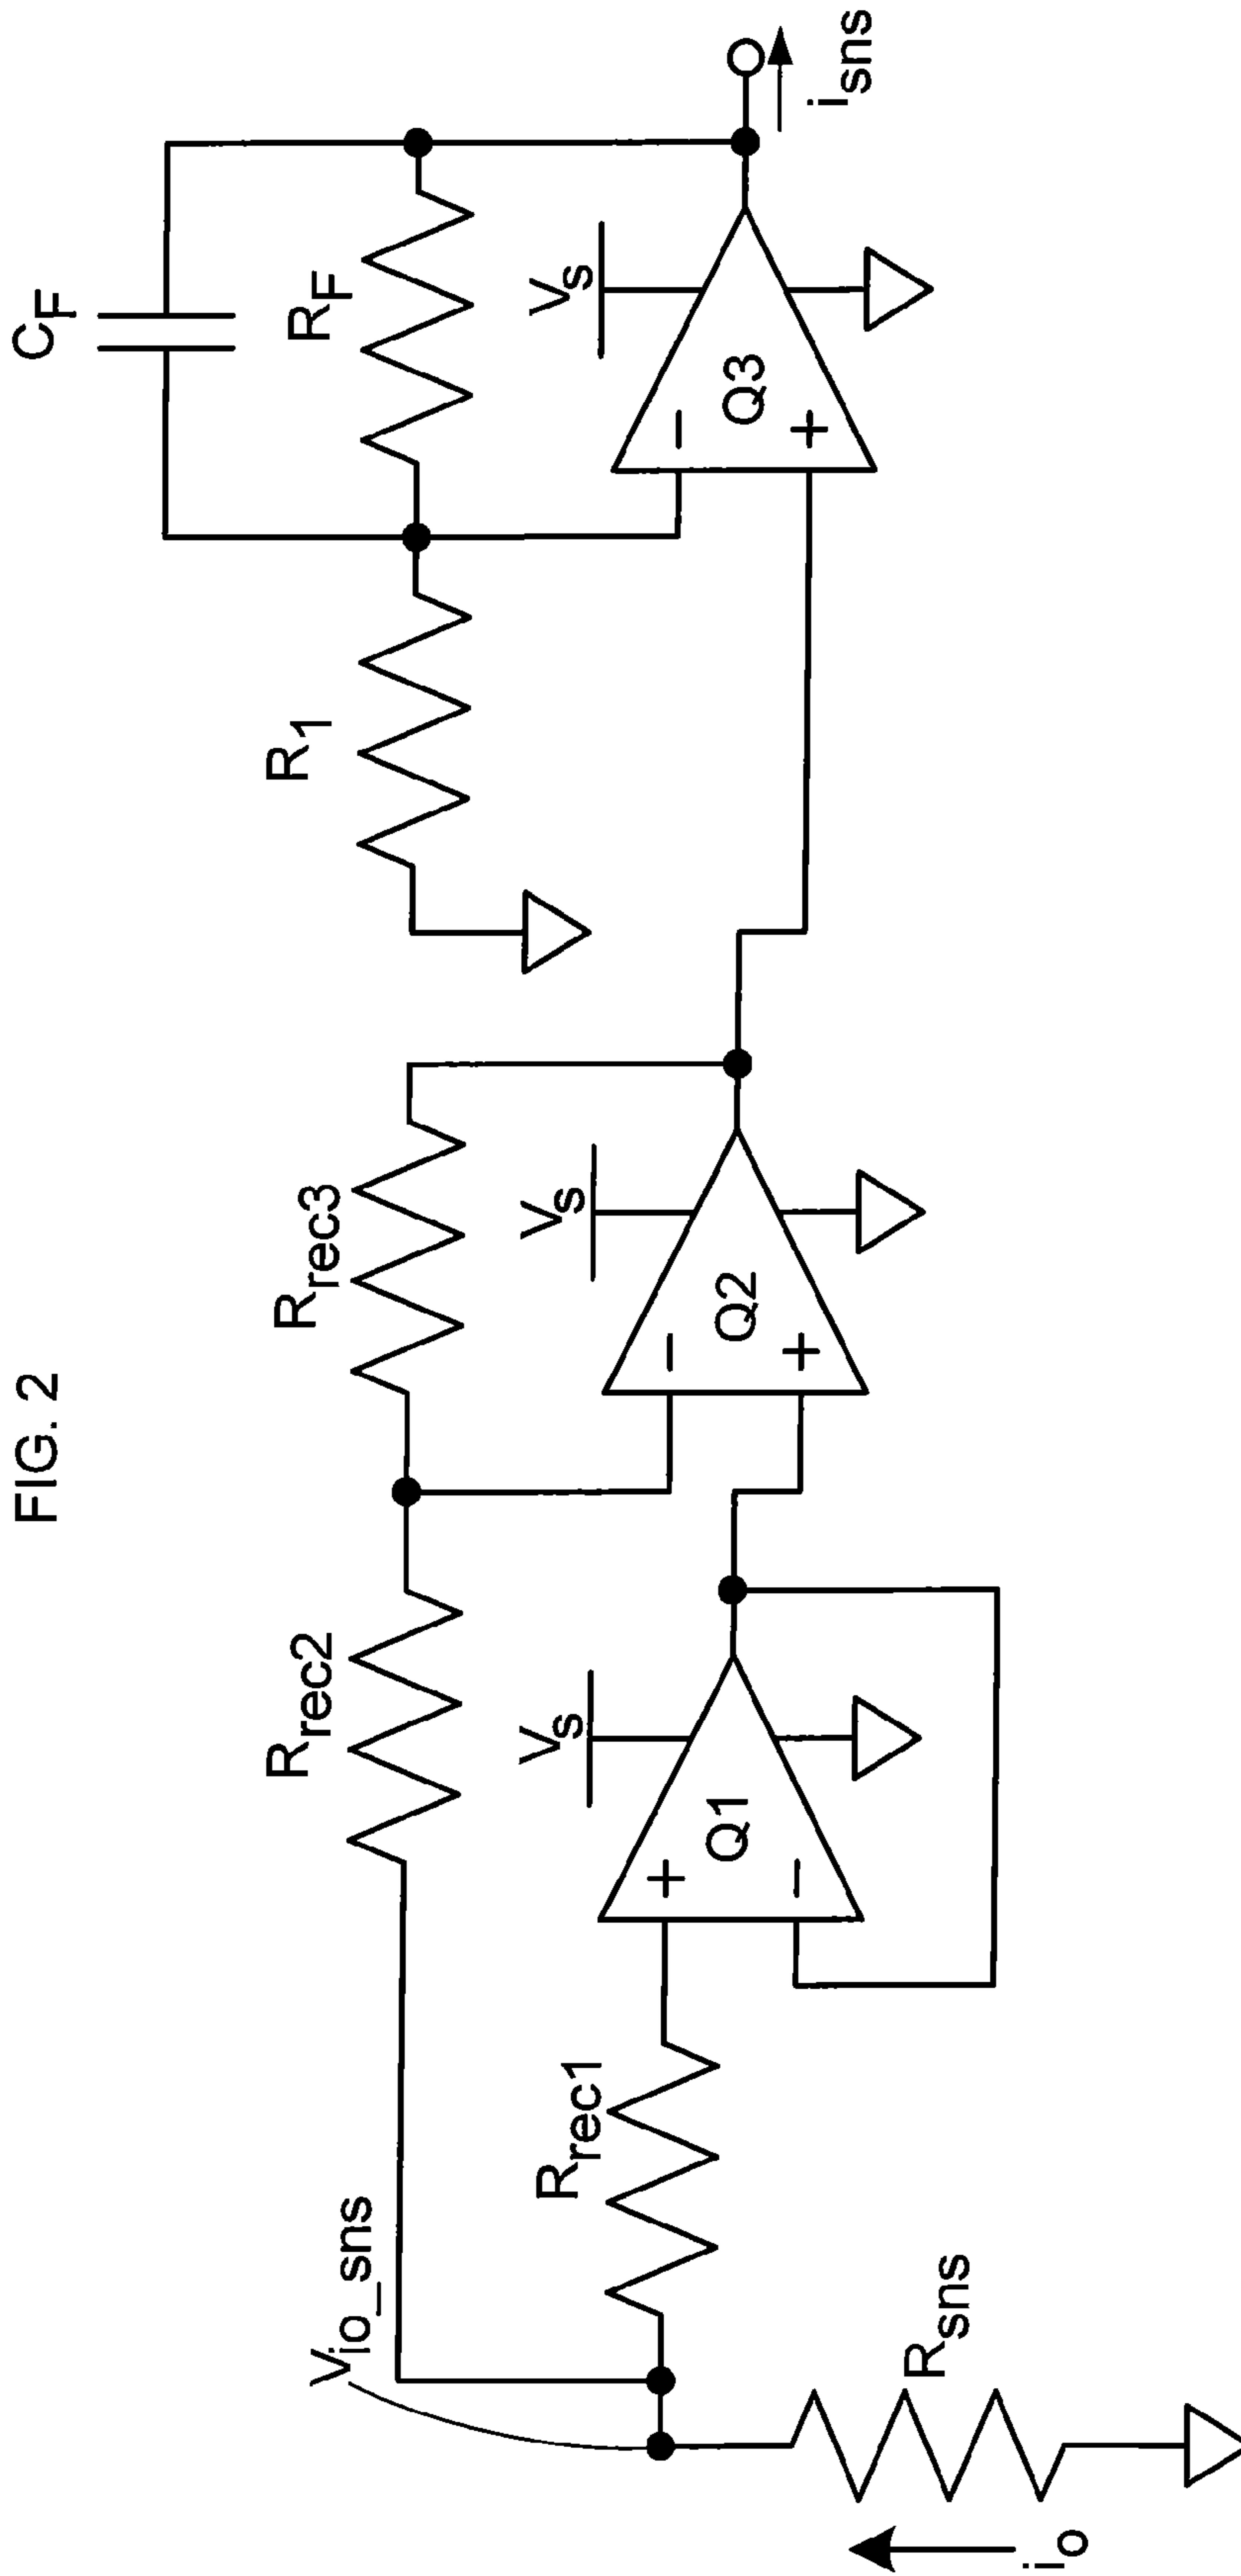 FIG. 2
C_F
R_F
R_1
V_s
Q3
+
−
i_sns
R_rec3
V_s
Q2
+
−
R_rec2
V_s
Q1
+
−
R_rec1
V_io_sns
R_sns
i_o